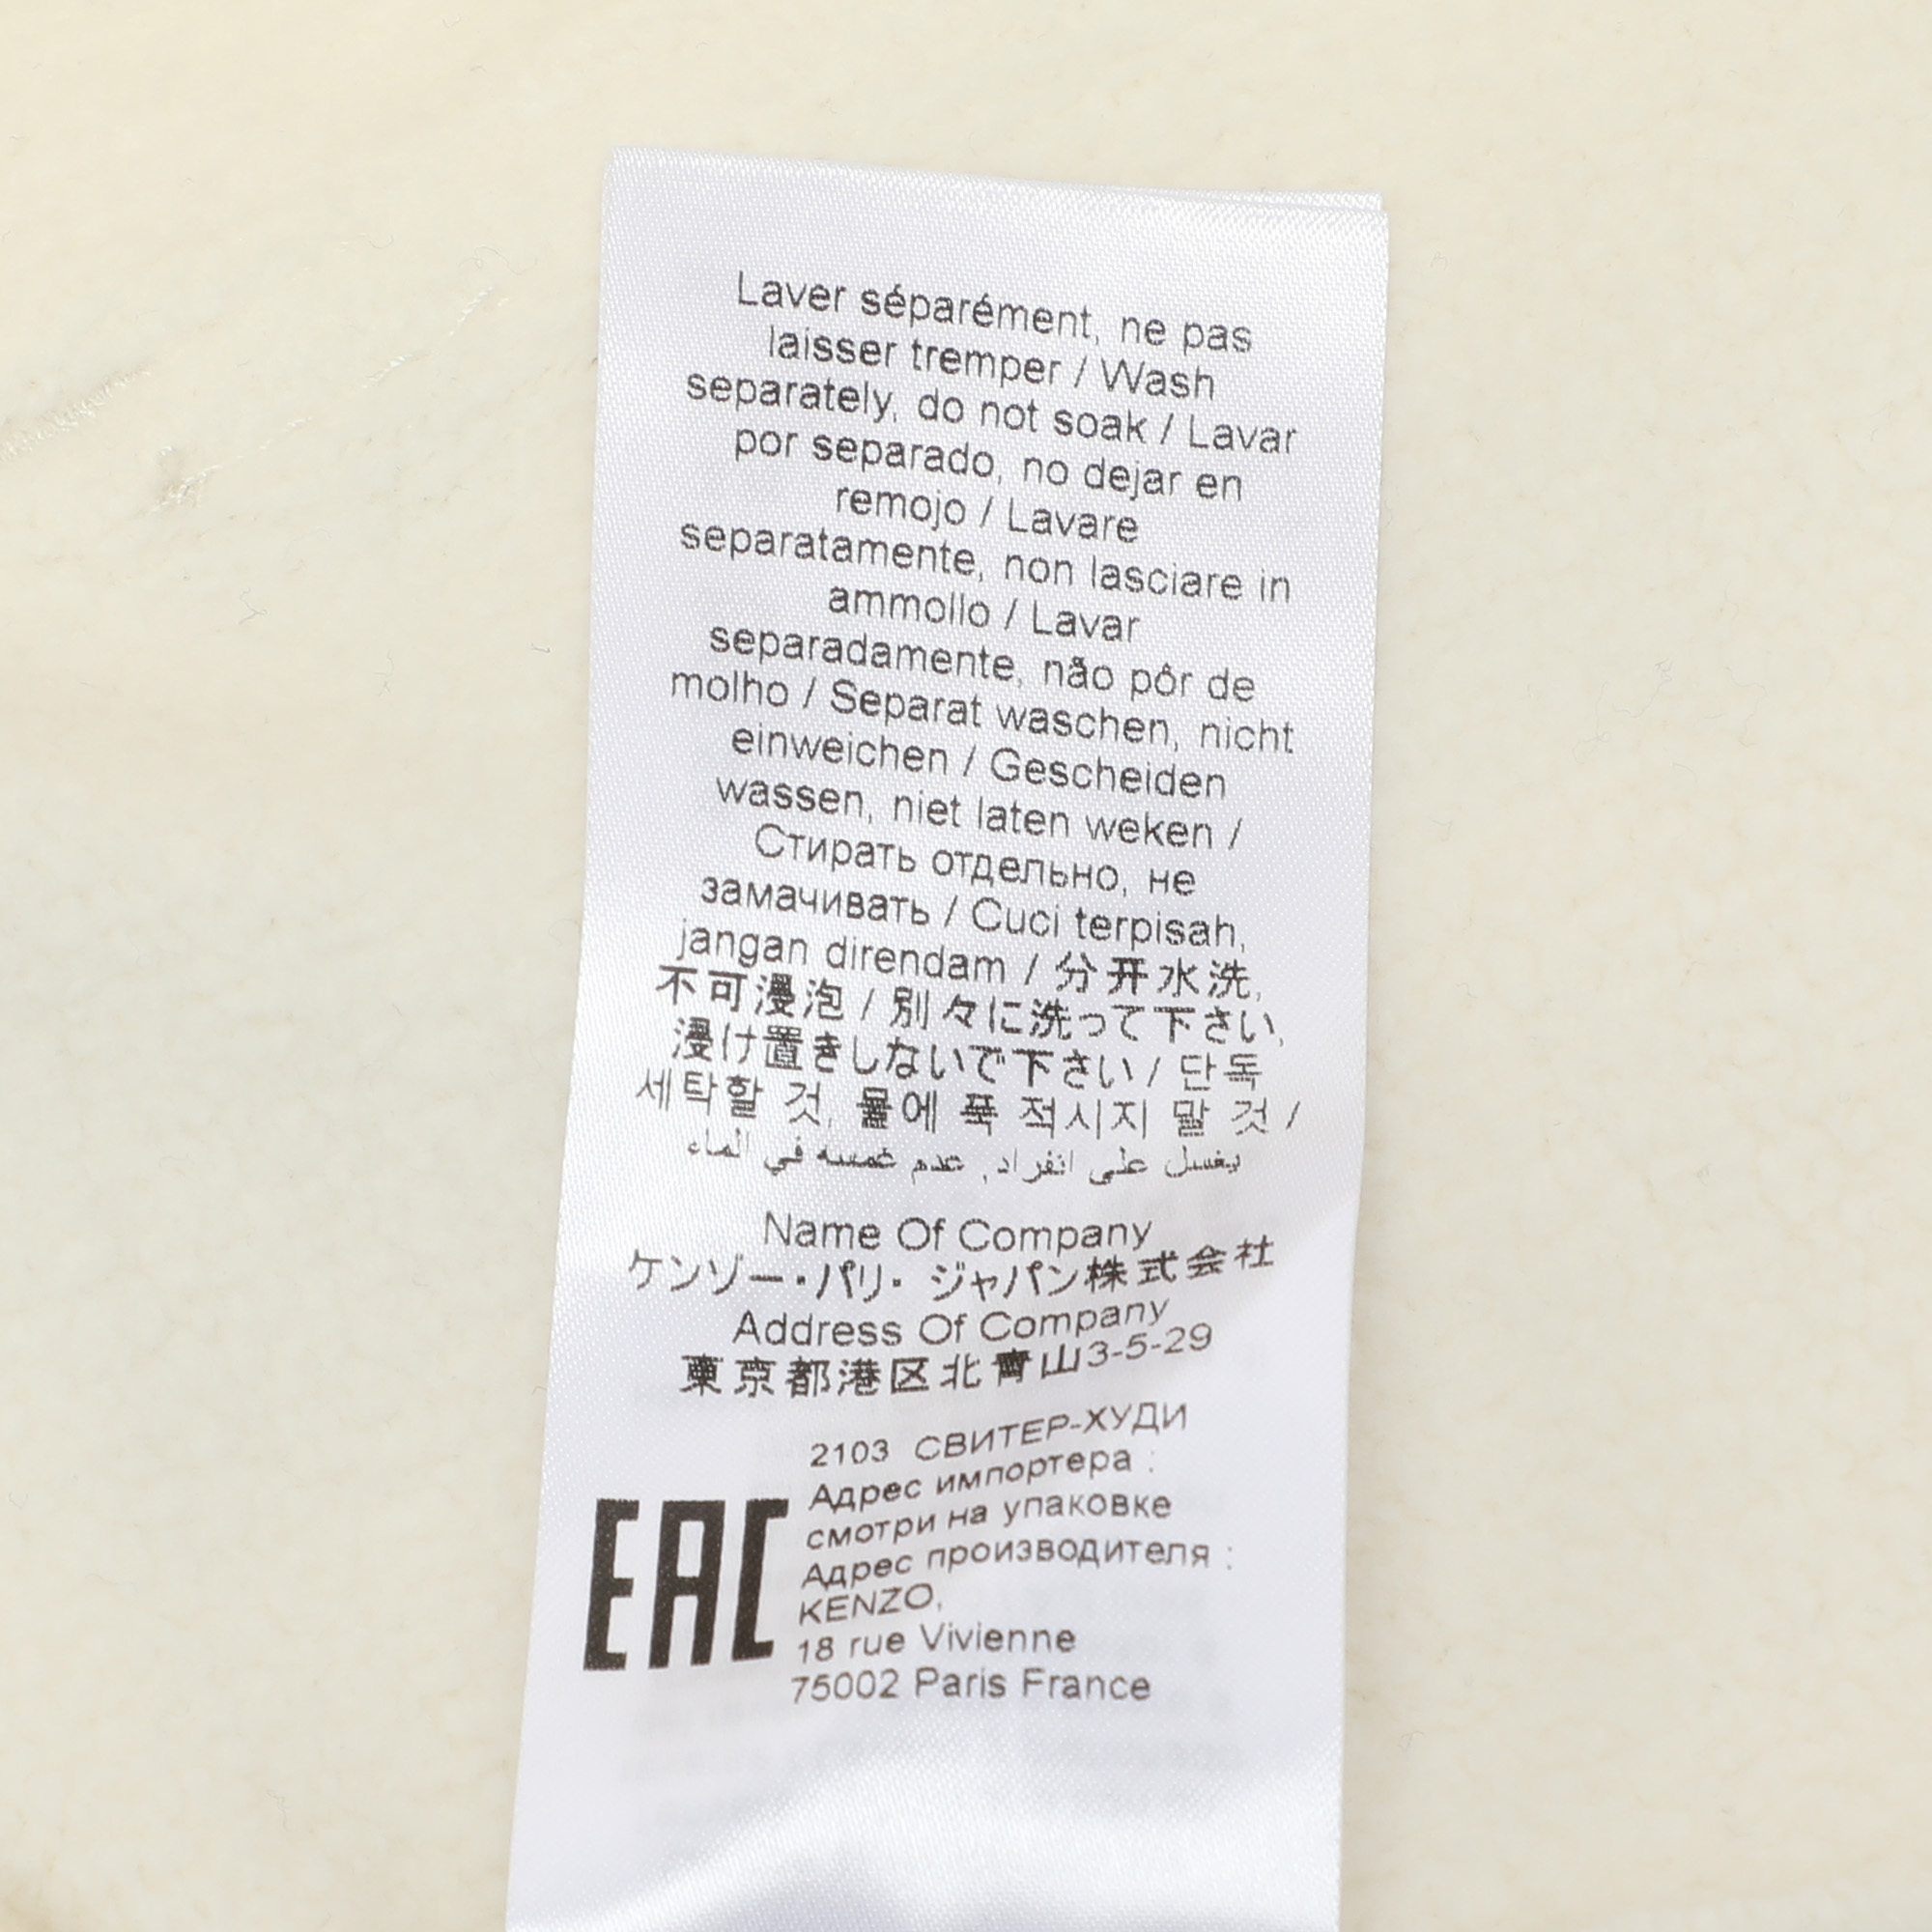 Laver séparément, ne pas
laisser tremper / Wash
separately, do not soak / Lavar
por separado, no dejar en
remojo / Lavare
separatamente, non lasciare in
ammollo / Lavar
separadamente, não pôr de
molho / Separat waschen, nicht
einweichen / Gescheiden
wassen, niet laten weken /
Стирать отдельно, не
замачивать / Cuci terpisah,
jangan direndam / 分开水洗,
不可浸泡 / 別々に洗って下さい,
浸け置きしないで下さい / 단독
세탁할 것, 물에 푹 적시지 말 것 /
يغسل على انفراد, عدم غمسه في الماء
Name Of Company
ケンゾー・パリ・ ジャパン株式会社
Address Of Company
東京都港区北青山3-5-29
2103 СВИТЕР-ХУДИ
Адрес импортера :
смотри на упаковке
Адрес производителя :
KENZO,
18 rue Vivienne
75002 Paris France
EAC